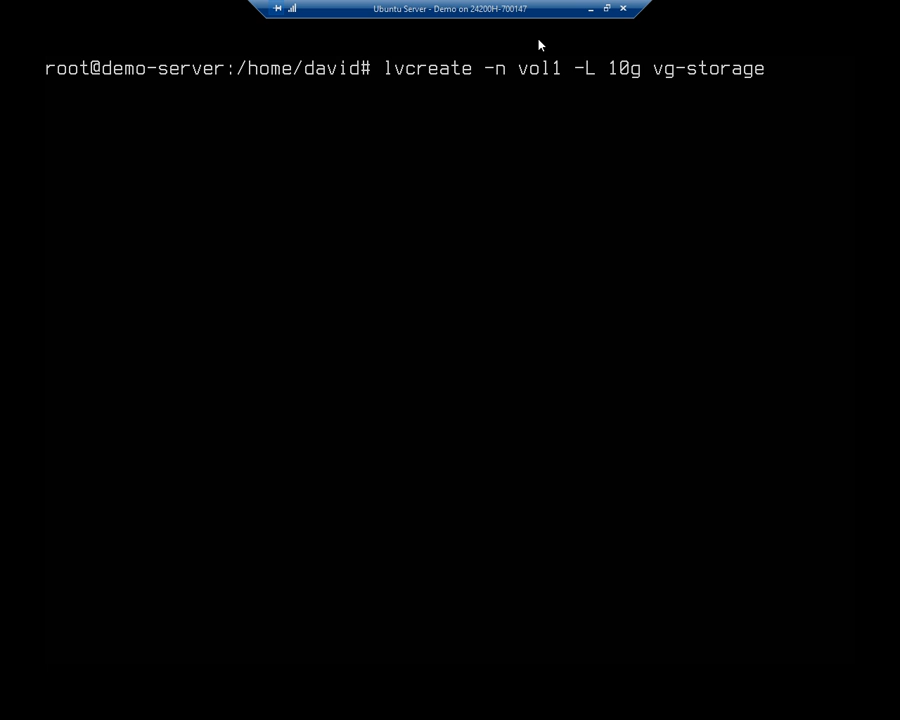 Ubuntu Server - Demo on 24200H-700147
root@demo-server:/home/david# lvcreate -n vol1 -L 10g vg-storage